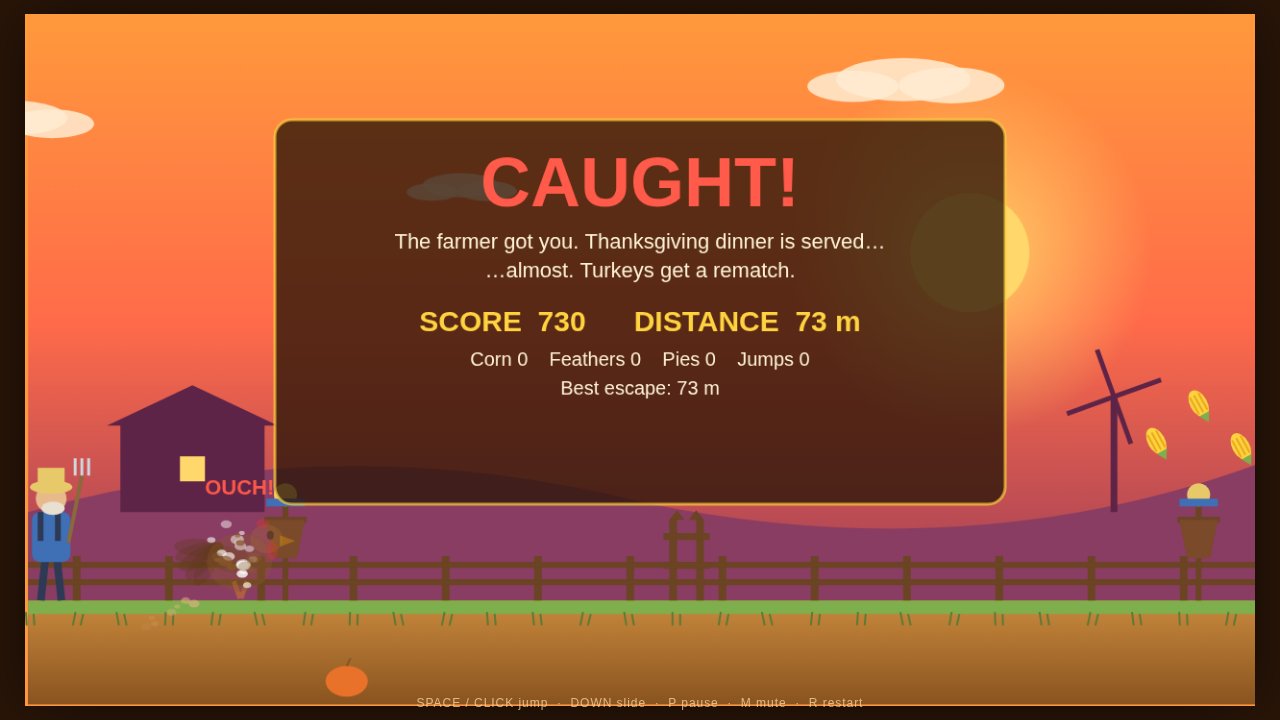 CAUGHT!
The farmer got you. Thanksgiving dinner is served…
…almost. Turkeys get a rematch.
SCORE 730 DISTANCE 73 m
Corn 0 Feathers 0 Pies 0 Jumps 0
Best escape: 73 m
OUCH!
SPACE / CLICK jump · DOWN slide · P pause · M mute · R restart